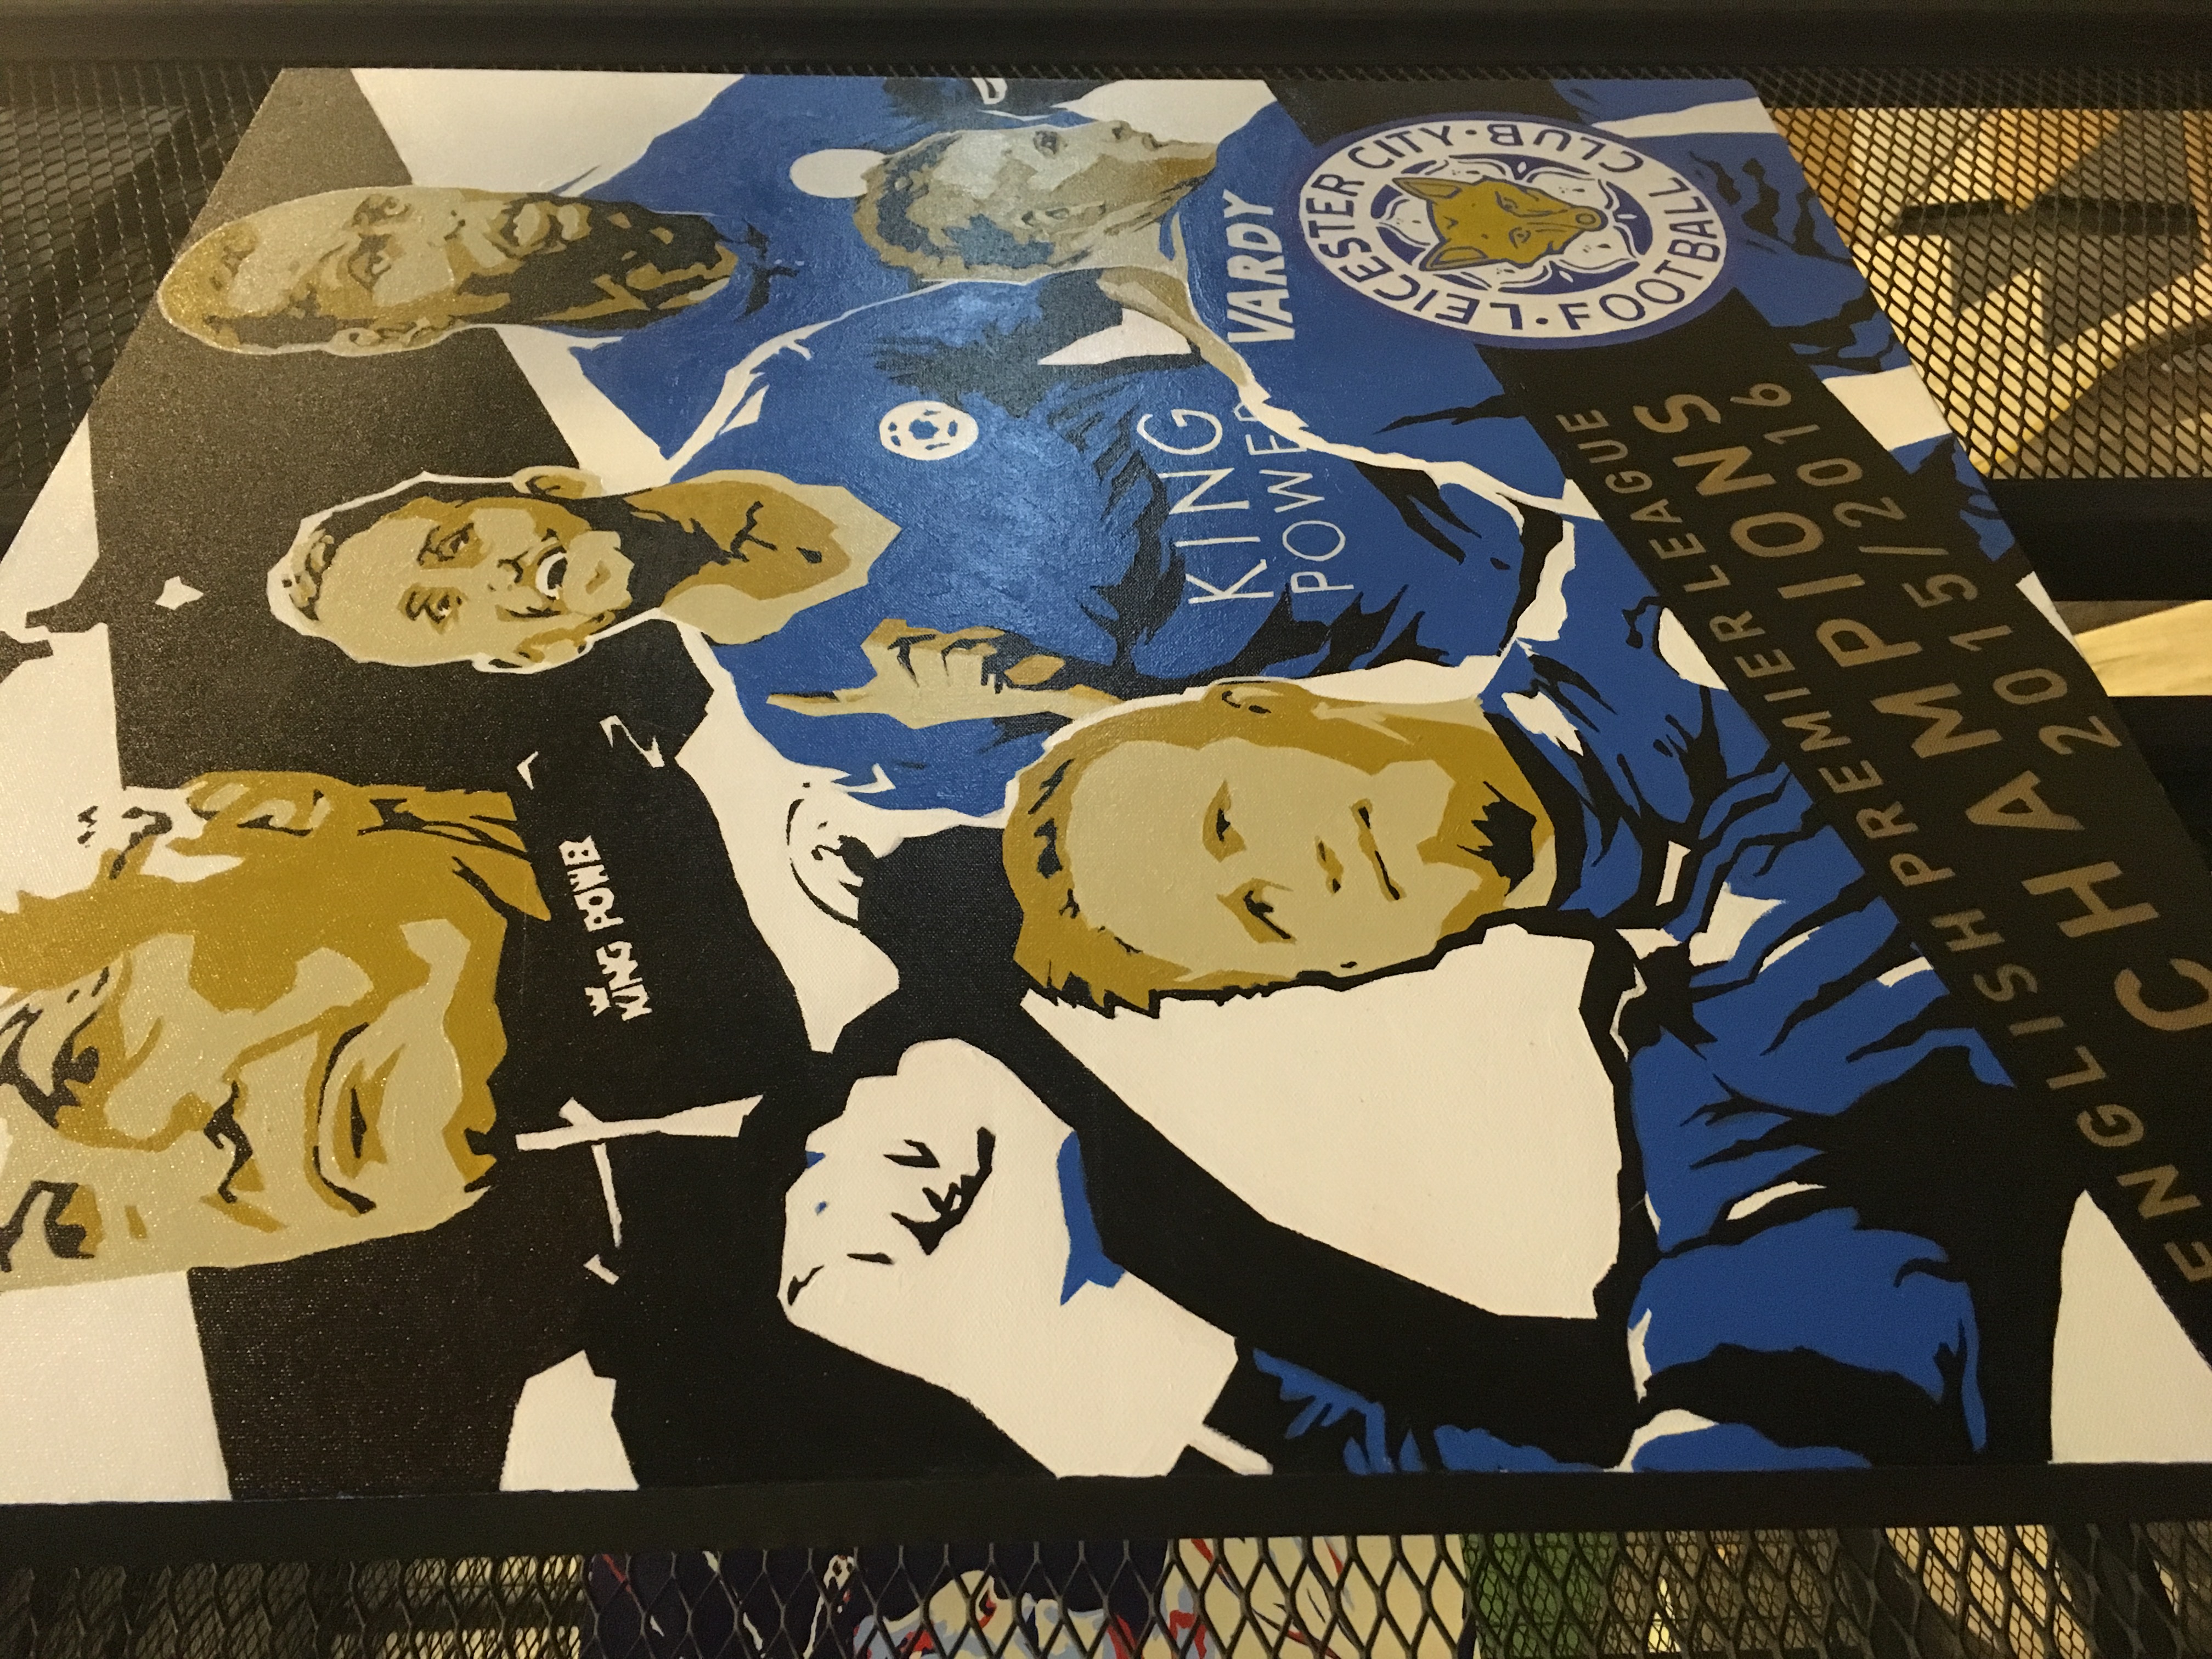 KING POWER
KING
POWER
VARDY
LEICESTER CITY
FOOTBALL CLUB
ENGLISH PREMIER LEAGUE
CHAMPIONS
2015/2016